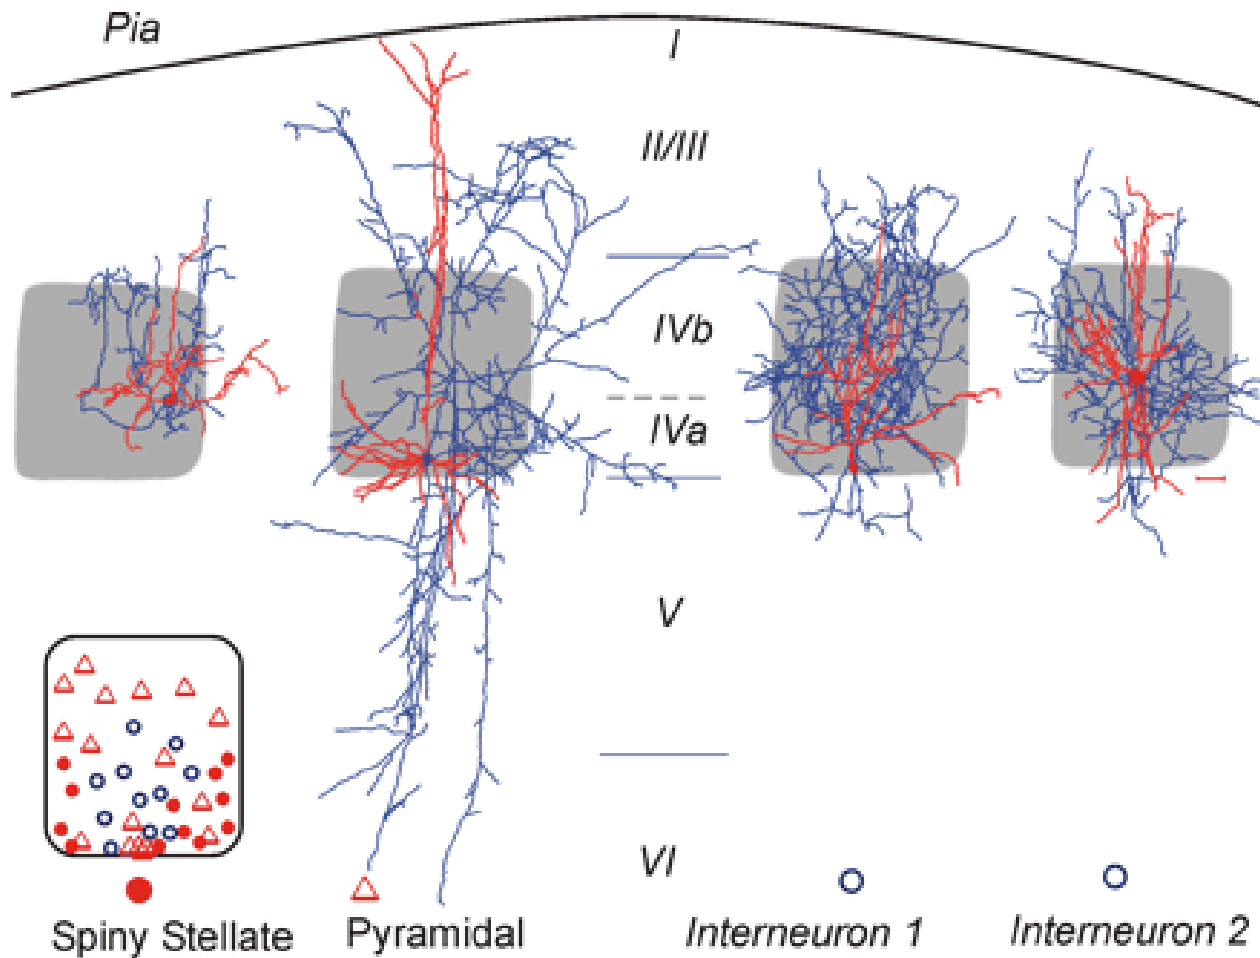 Pia
I
II/III
IVb
IVa
V
VI
Spiny Stellate
Pyramidal
Interneuron 1
Interneuron 2